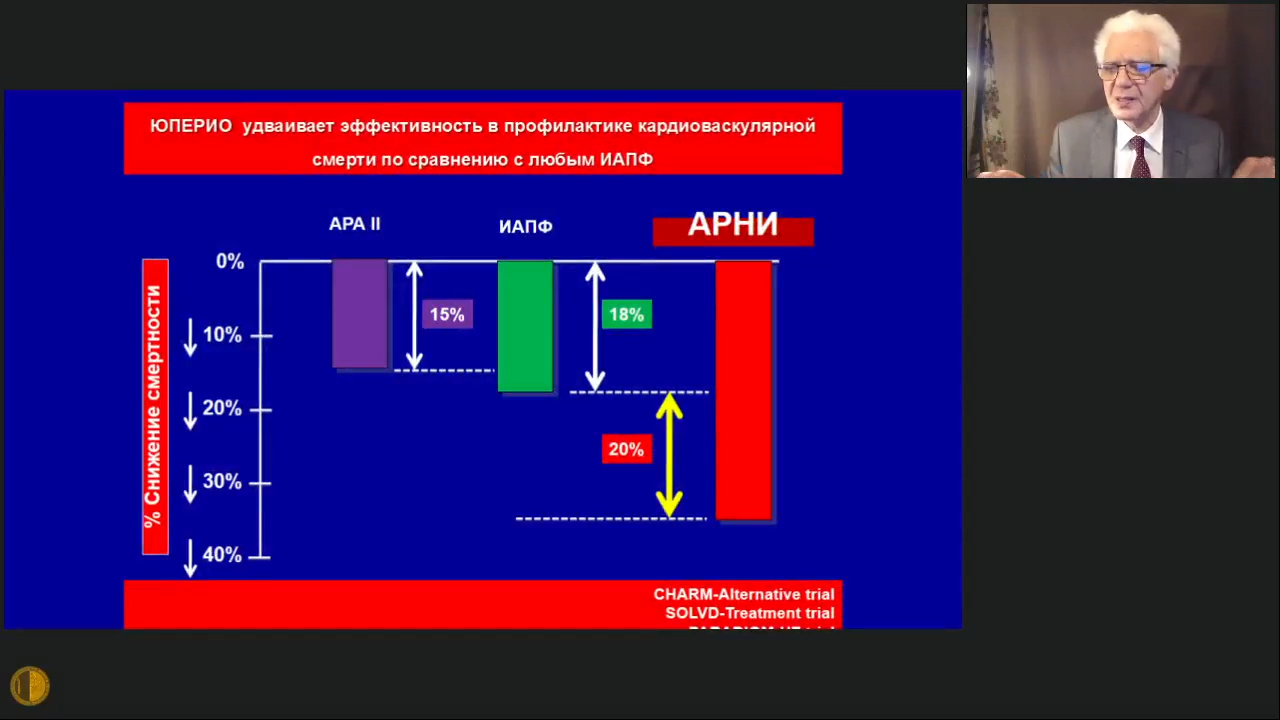 ЮПЕРИО удваивает эффективность в профилактике кардиоваскулярной
смерти по сравнению с любым ИАПФ
АРА II
ИАПФ
АРНИ
% Снижение смертности
0%
10%
20%
30%
40%
15%
18%
20%
CHARM-Alternative trial
SOLVD-Treatment trial